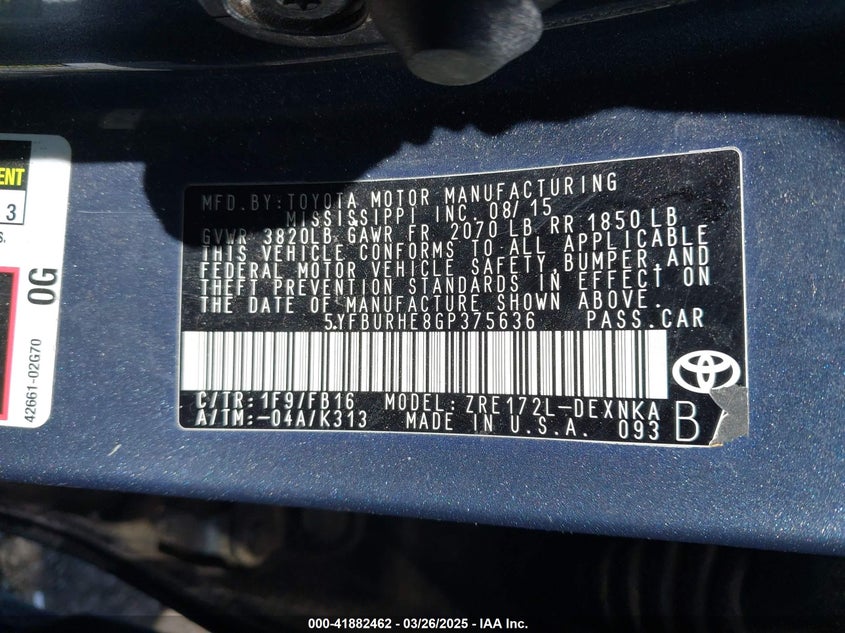 ENT
3
S.
0G
42661-02G70
MFD.BY:TOYOTA MOTOR MANUFACTURING
MISSISSIPPI INC. 08/15
GVWR 3820LB GAWR FR 2070 LB RR 1850 LB
THIS VEHICLE CONFORMS TO ALL APPLICABLE
FEDERAL MOTOR VEHICLE SAFETY,BUMPER,AND
THEFT PREVENTION STANDARDS IN EFFECT ON
THE DATE OF MANUFACTURE SHOWN ABOVE.
5YFBURHE8GP375636 PASS.CAR
C/TR:1F9/FB16 MODEL:ZRE172L-DEXNKA
A/TM:-04A/K313 MADE IN U.S.A. 093
000-41882462 - 03/26/2025 - IAA Inc.